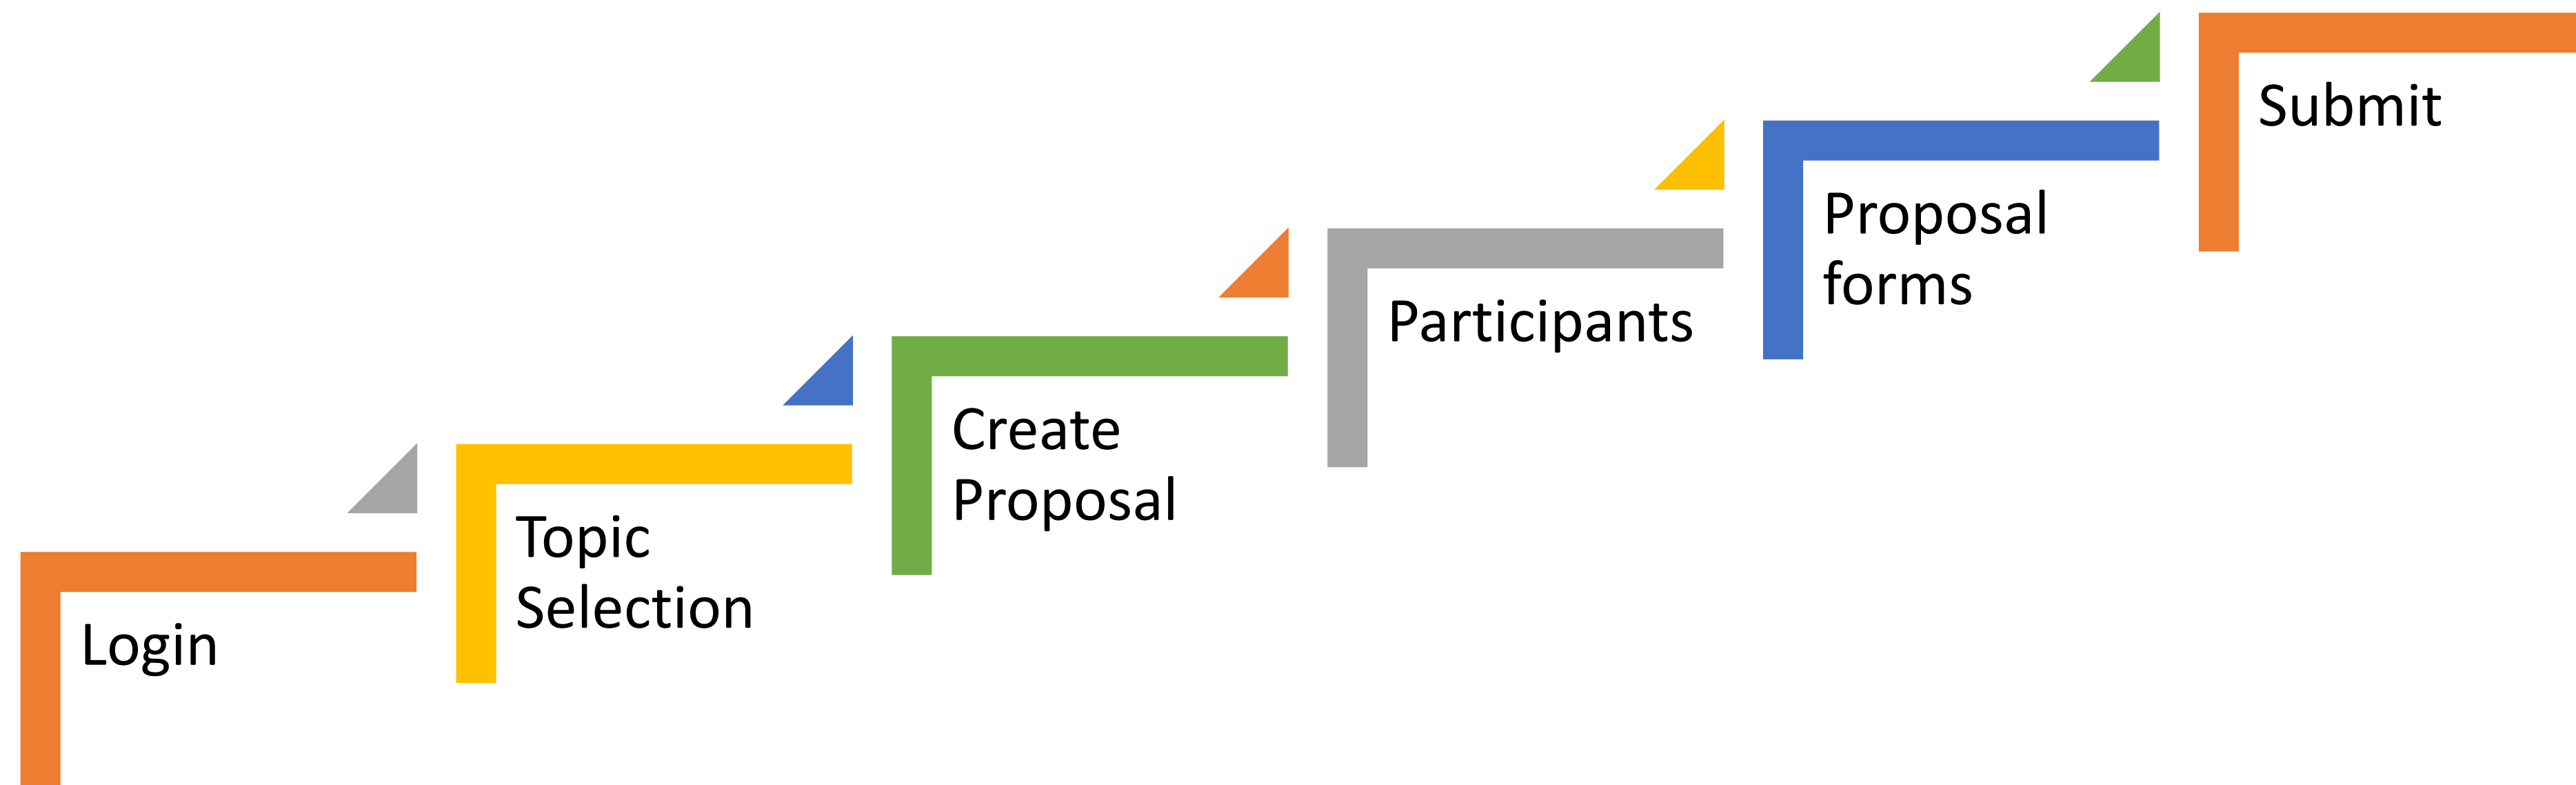 Login
Topic
Selection
Create
Proposal
Participants
Proposal
forms
Submit